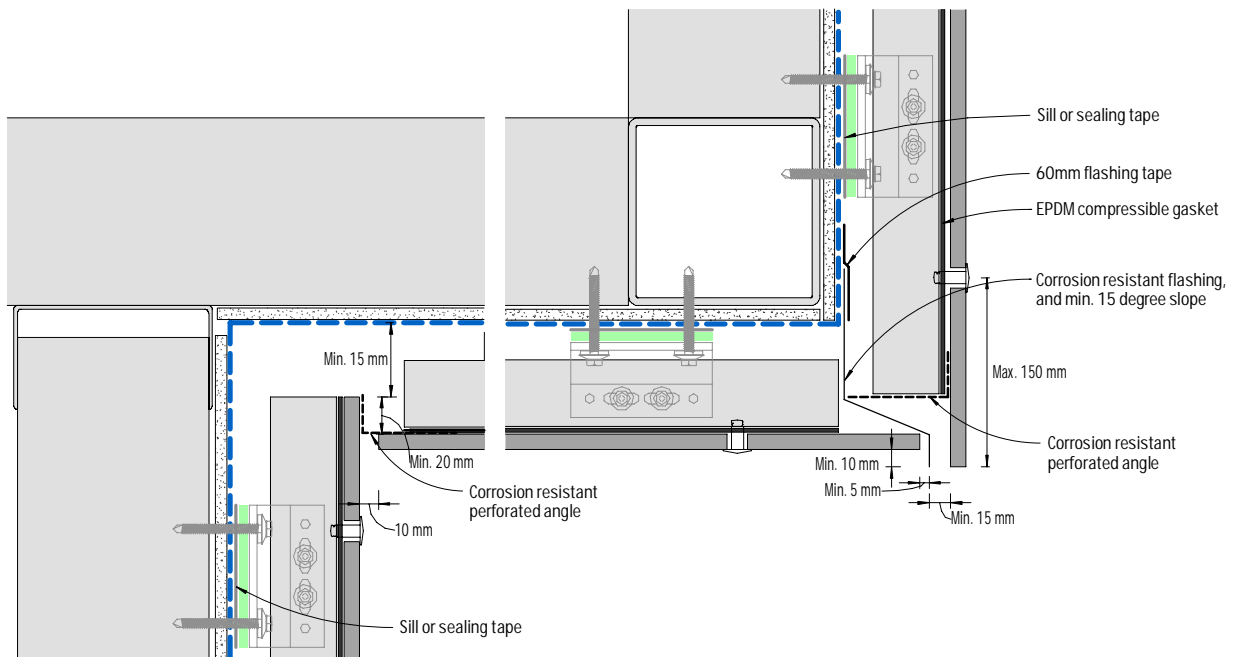 Sill or sealing tape
60mm flashing tape
EPDM compressible gasket
Corrosion resistant flashing,
and min. 15 degree slope
Min. 15 mm
Max. 150 mm
Corrosion resistant
perforated angle
Min. 20 mm
Min. 10 mm
Min. 5 mm
Corrosion resistant
perforated angle
Min. 15 mm
10 mm
Sill or sealing tape